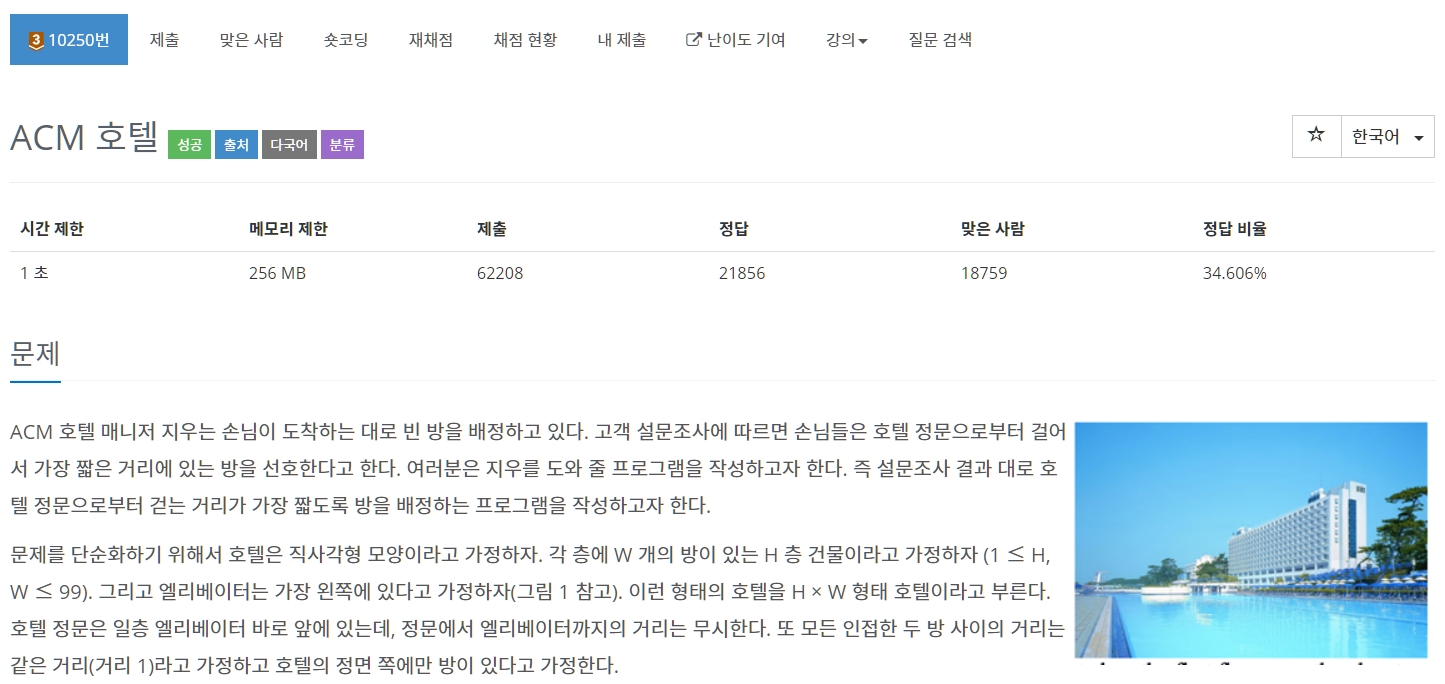 3 10250번 제출 맞은 사람 숏코딩 재채점 채점 현황 내 제출 난이도 기여 강의 질문 검색
ACM 호텔 성공 출처 다국어 분류 한국어
시간 제한 메모리 제한 제출 정답 맞은 사람 정답 비율
1 초 256 MB 62208 21856 18759 34.606%
문제
ACM 호텔 매니저 지우는 손님이 도착하는 대로 빈 방을 배정하고 있다. 고객 설문조사에 따르면 손님들은 호텔 정문으로부터 걸어
서 가장 짧은 거리에 있는 방을 선호한다고 한다. 여러분은 지우를 도와 줄 프로그램을 작성하고자 한다. 즉 설문조사 결과 대로 호
텔 정문으로부터 걷는 거리가 가장 짧도록 방을 배정하는 프로그램을 작성하고자 한다.
문제를 단순화하기 위해서 호텔은 직사각형 모양이라고 가정하자. 각 층에 W 개의 방이 있는 H 층 건물이라고 가정하자 (1 ≤ H,
W ≤ 99). 그리고 엘리베이터는 가장 왼쪽에 있다고 가정하자(그림 1 참고). 이런 형태의 호텔을 H × W 형태 호텔이라고 부른다.
호텔 정문은 일층 엘리베이터 바로 앞에 있는데, 정문에서 엘리베이터까지의 거리는 무시한다. 또 모든 인접한 두 방 사이의 거리는
같은 거리(거리 1)라고 가정하고 호텔의 정면 쪽에만 방이 있다고 가정한다.